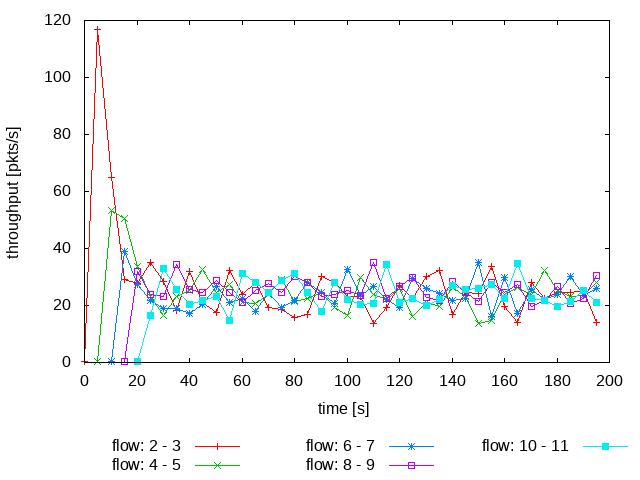 120
100
80
60
40
20
0
throughput [pkts/s]
0 20 40 60 80 100 120 140 160 180 200
time [s]
flow: 2 - 3 flow: 6 - 7 flow: 10 - 11
flow: 4 - 5 flow: 8 - 9